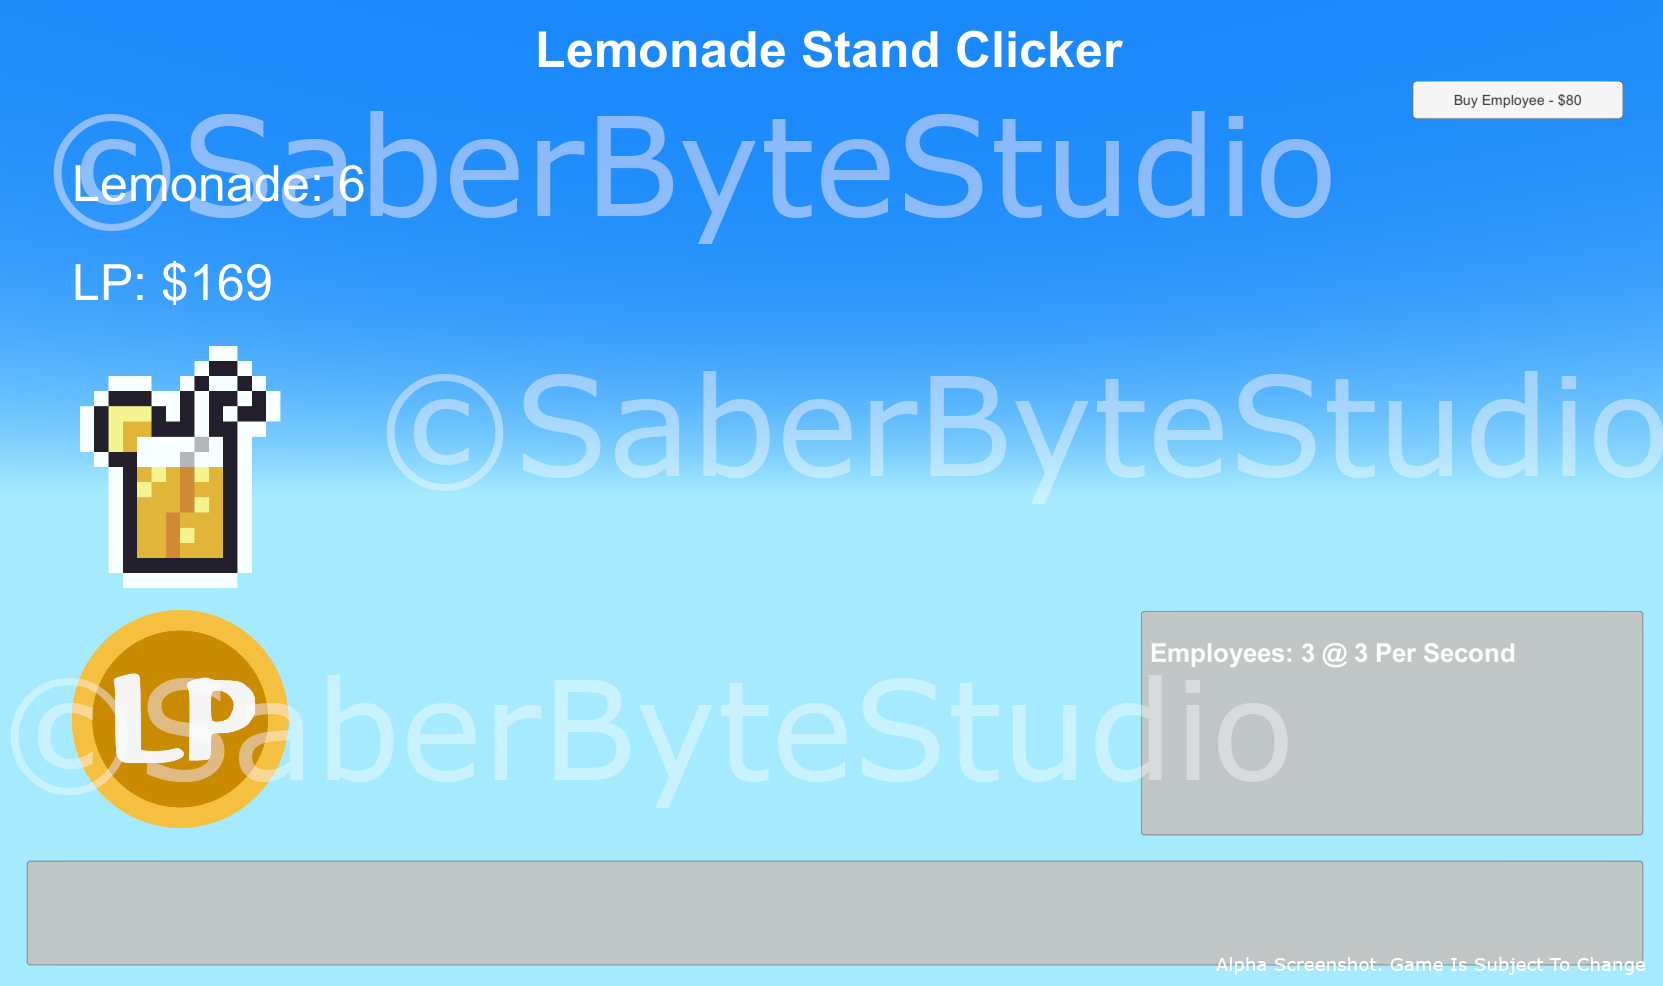 Lemonade Stand Clicker
Buy Employee - $80
©SaberByteStudio
Lemonade: 6
LP: $169
©SaberByteStudio
Employees: 3 @ 3 Per Second
©SaberByteStudio
LP
Alpha Screenshot. Game Is Subject To Change